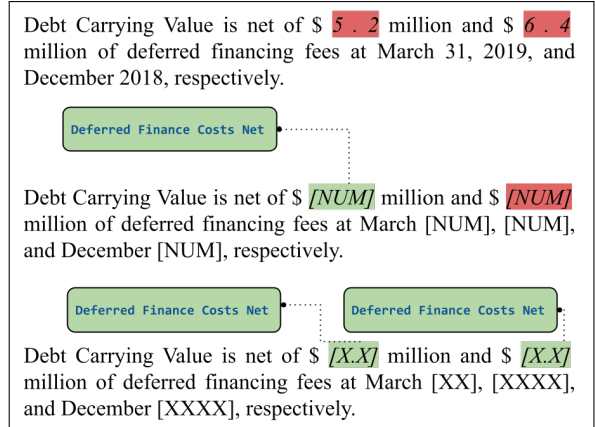 Debt Carrying Value is net of $ 5 . 2 million and $ 6 . 4
million of deferred financing fees at March 31, 2019, and
December 2018, respectively.
Deferred Finance Costs Net
Debt Carrying Value is net of $ [NUM] million and $ [NUM]
million of deferred financing fees at March [NUM], [NUM],
and December [NUM], respectively.
Deferred Finance Costs Net Deferred Finance Costs Net
Debt Carrying Value is net of $ [X.X] million and $ [X.X]
million of deferred financing fees at March [XX], [XXXX],
and December [XXXX], respectively.